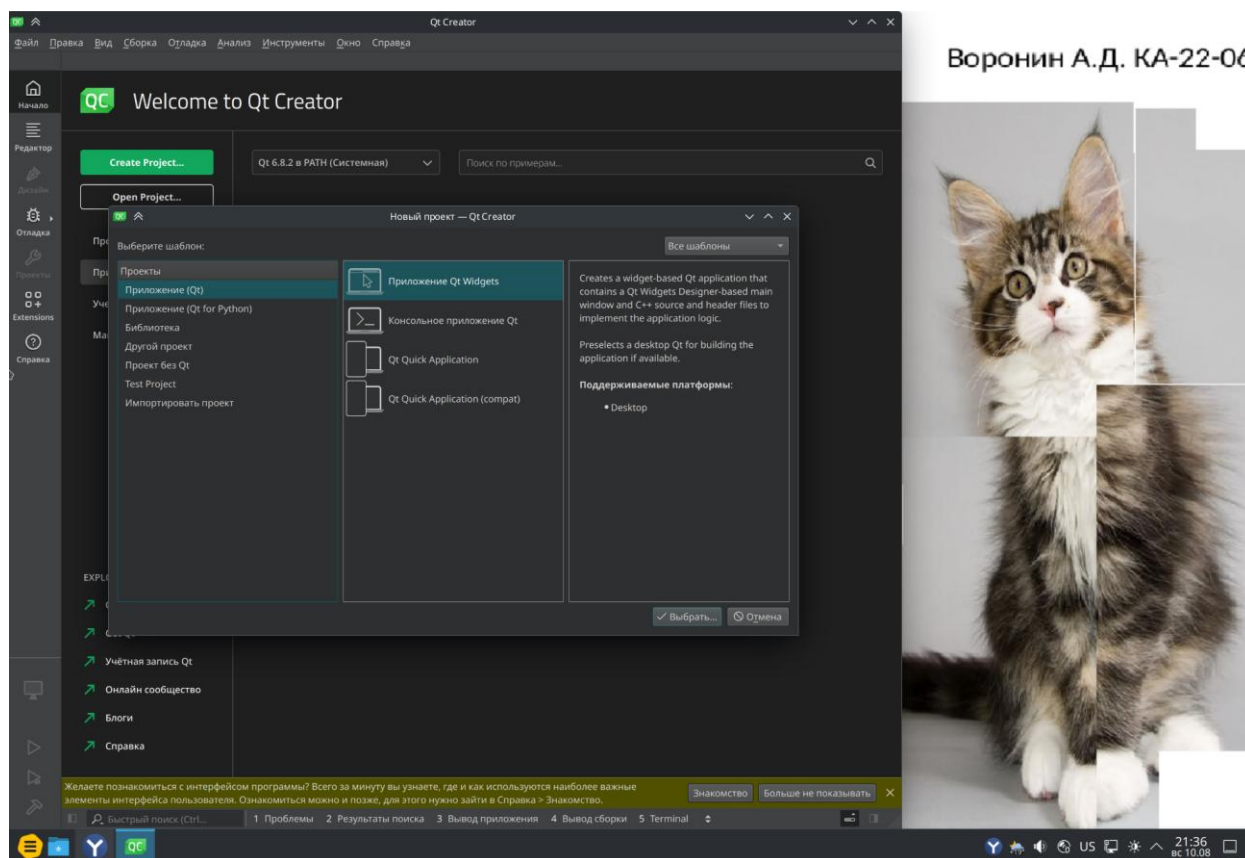 Qt Creator
Файл Правка Вид Сборка Отладка Анализ Инструменты Окно Справка
Воронин А.Д. КА-22-06
Начало
Редактор
Дизайн
Отладка
Проекты
Extensions
Справка
QC Welcome to Qt Creator
Create Project...
Qt 6.8.2 в PATH (Системная)
Поиск по примерам...
Open Project...
Новый проект — Qt Creator
Выберите шаблон:
Все шаблоны
Проекты
Приложение (Qt)
Приложение (Qt for Python)
Библиотека
Другой проект
Проект без Qt
Test Project
Импортировать проект
Приложение Qt Widgets
Консольное приложение Qt
Qt Quick Application
Qt Quick Application (compat)
Creates a widget-based Qt application that
contains a Qt Widgets Designer-based main
window and C++ source and header files to
implement the application logic.
Preselects a desktop Qt for building the
application if available.
Поддерживаемые платформы:
• Desktop
Выбрать...
Отмена
Учётная запись Qt
Онлайн сообщество
Блоги
Справка
Желаете познакомиться с интерфейсом программы? Всего за минуту вы узнаете, где и как используются наиболее важные
элементы интерфейса пользователя. Ознакомиться можно и позже, для этого нужно зайти в Справка > Знакомство.
Знакомство
Больше не показывать
Быстрый поиск (Ctrl...
1 Проблемы 2 Результаты поиска 3 Вывод приложения 4 Вывод сборки 5 Terminal
QC
US
21:36
вс 10.08